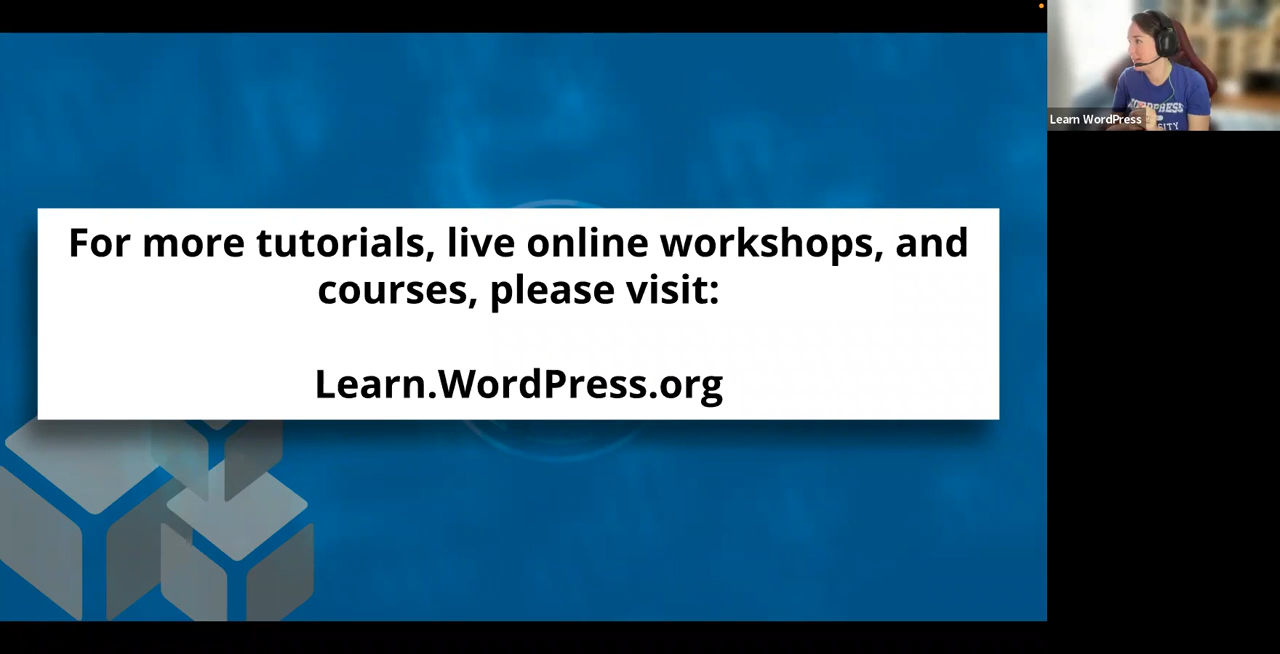 For more tutorials, live online workshops, and
courses, please visit:
Learn.WordPress.org
Learn WordPress